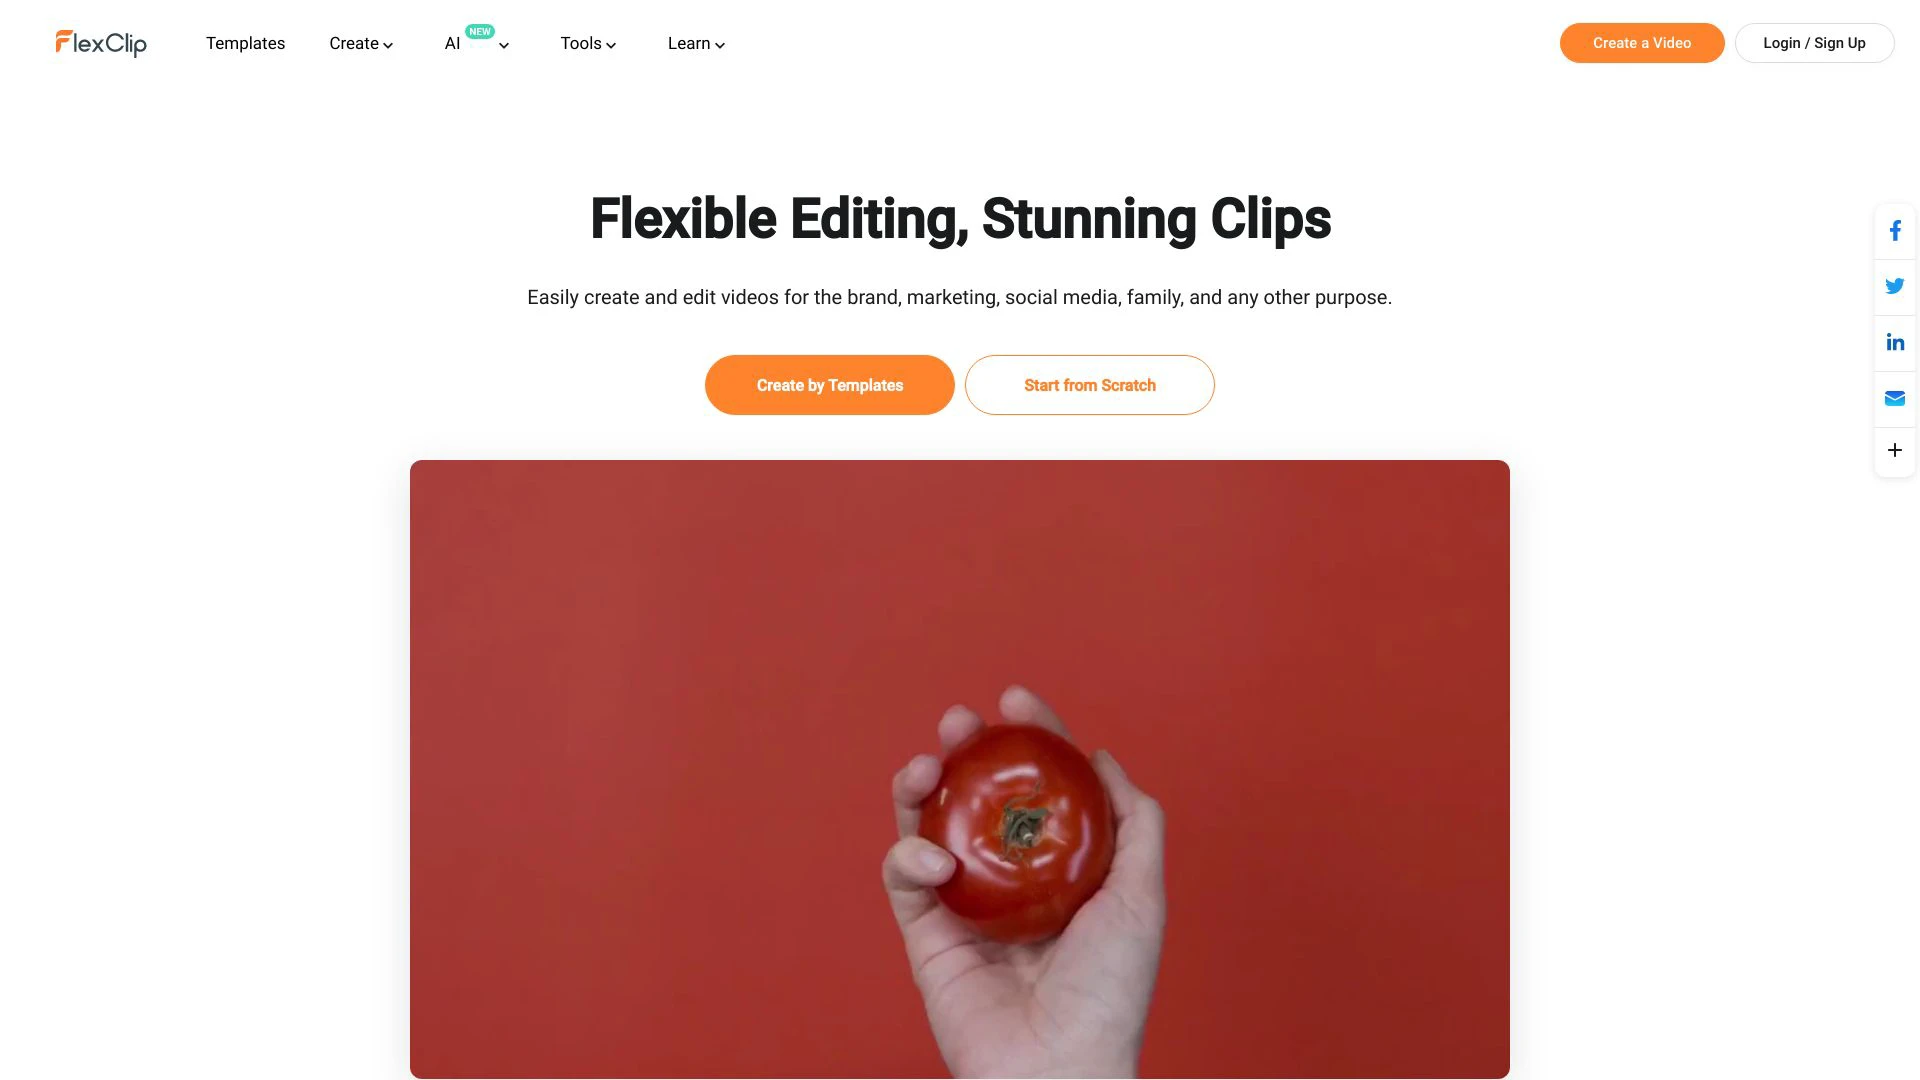 FlexClip
Templates
Create
AI
NEW
Tools
Learn
Create a Video
Login / Sign Up
Flexible Editing, Stunning Clips
Easily create and edit videos for the brand, marketing, social media, family, and any other purpose.
Create by Templates
Start from Scratch